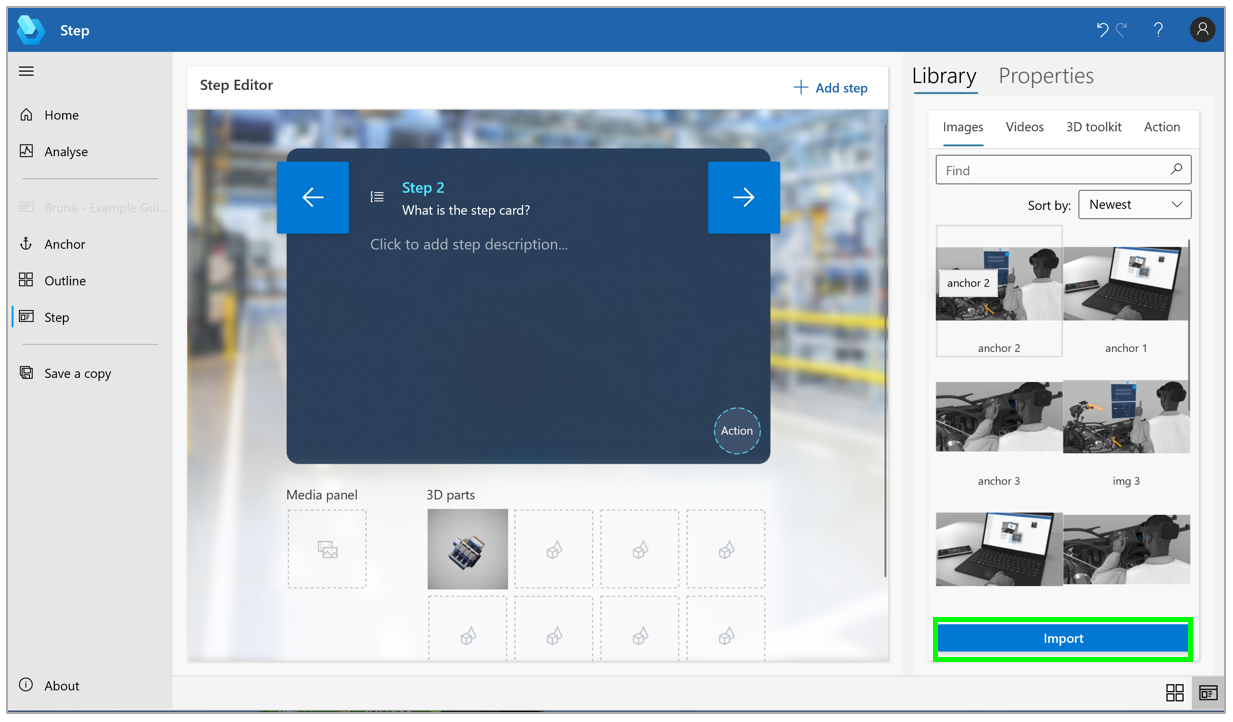 Step
Home
Analyse
Bruna - Example Gui...
Anchor
Outline
Step
Save a copy
About
Step Editor
Add step
Step 2
What is the step card?
Click to add step description...
Action
Media panel
3D parts
Library Properties
Images Videos 3D toolkit Action
Find
Sort by: Newest
anchor 2
anchor 2 anchor 1
anchor 3 img 3
Import